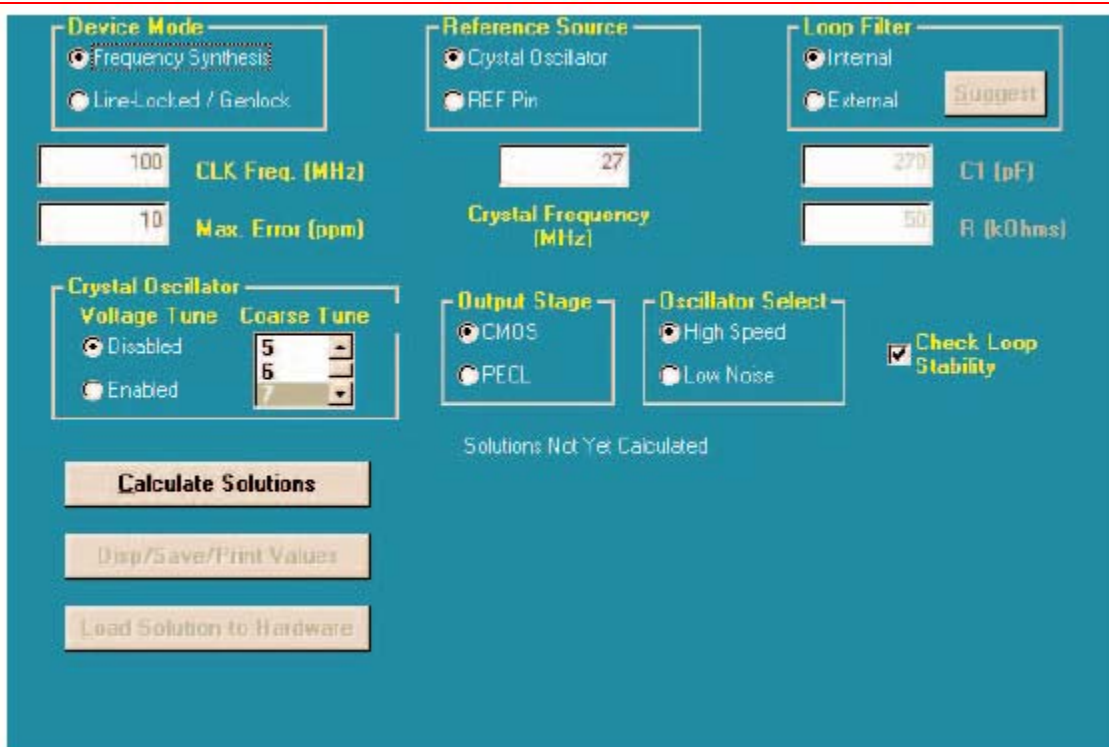 Device Mode
Frequency Synthesis
Line-Locked / Genlock
Reference Source
Crystal Oscillator
REF Pin
Loop Filter
Internal
External
Suggest
100
CLK Freq. (MHz)
10
Max. Error (ppm)
27
Crystal Frequency
(MHz)
270
C1 (pF)
50
R (kOhms)
Crystal Oscillator
Voltage Tune
Disabled
Enabled
Coarse Tune
5
6
7
Output Stage
CMOS
PECL
Oscillator Select
High Speed
Low Noise
Check Loop
Stability
Solutions Not Yet Calculated
Calculate Solutions
Disp/Save/Print Values
Load Solution to Hardware